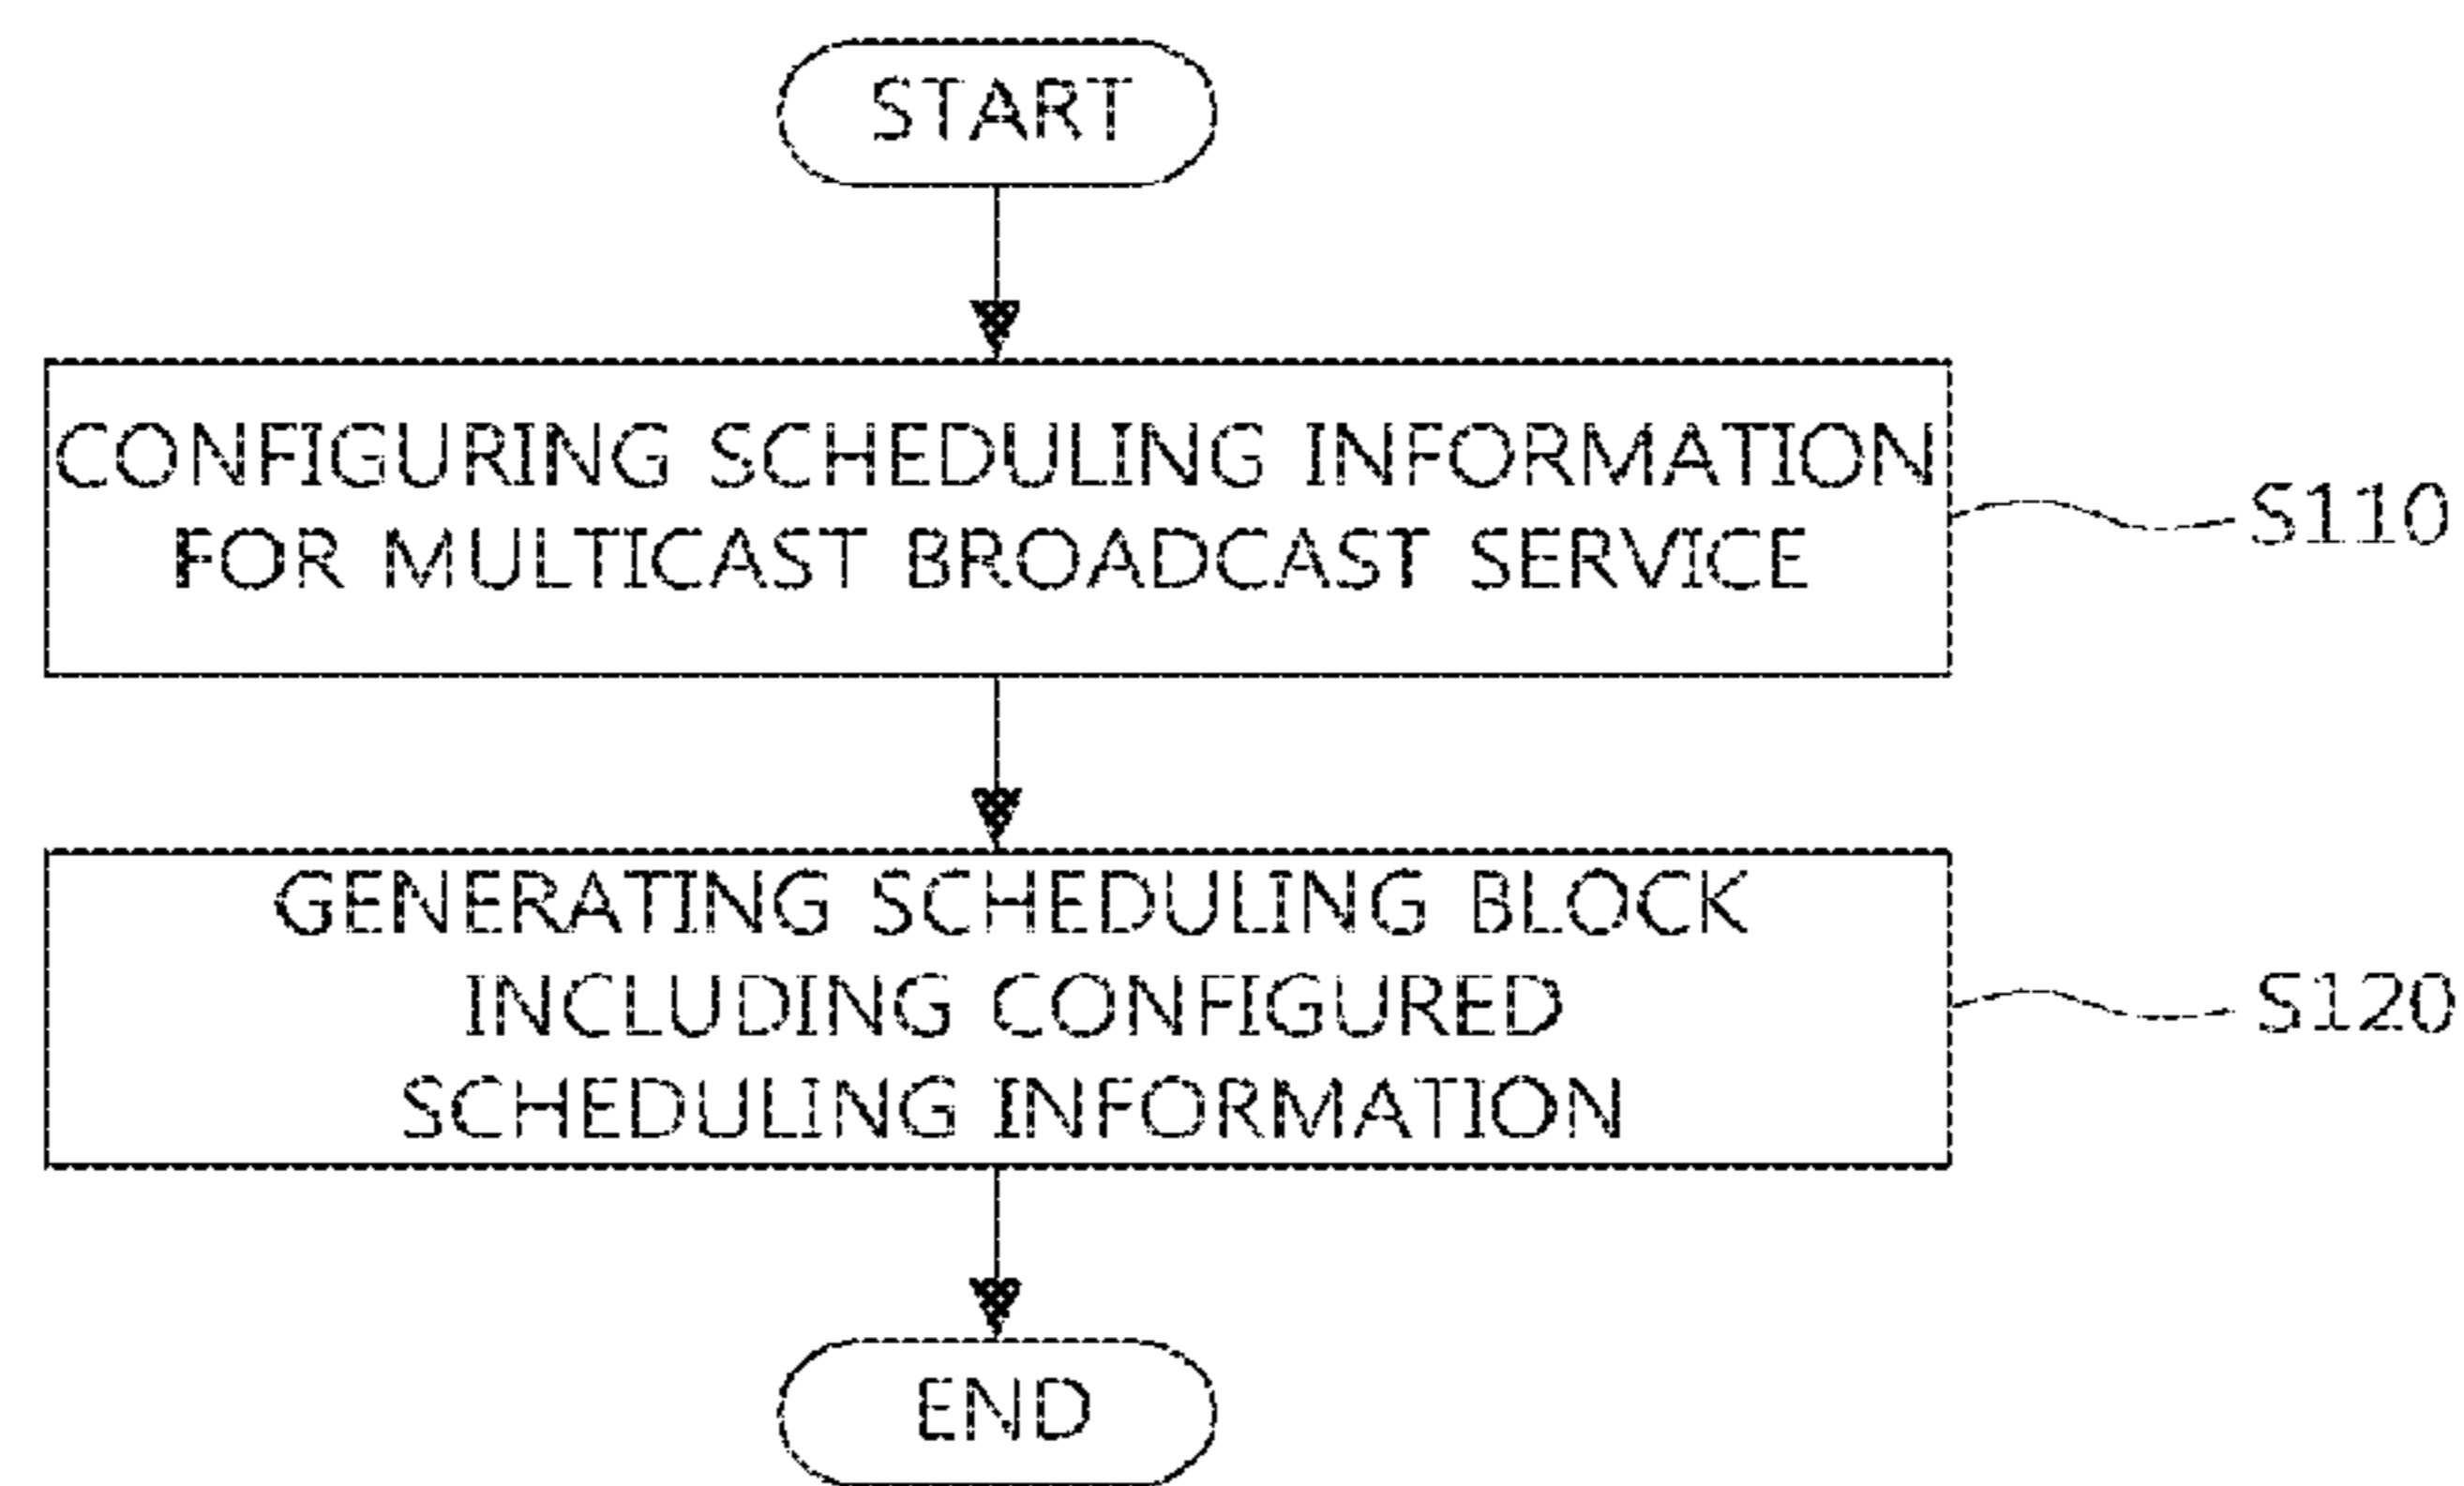 START
CONFIGURING SCHEDULING INFORMATION
FOR MULTICAST BROADCAST SERVICE
S110
GENERATING SCHEDULING BLOCK
INCLUDING CONFIGURED
SCHEDULING INFORMATION
S120
END